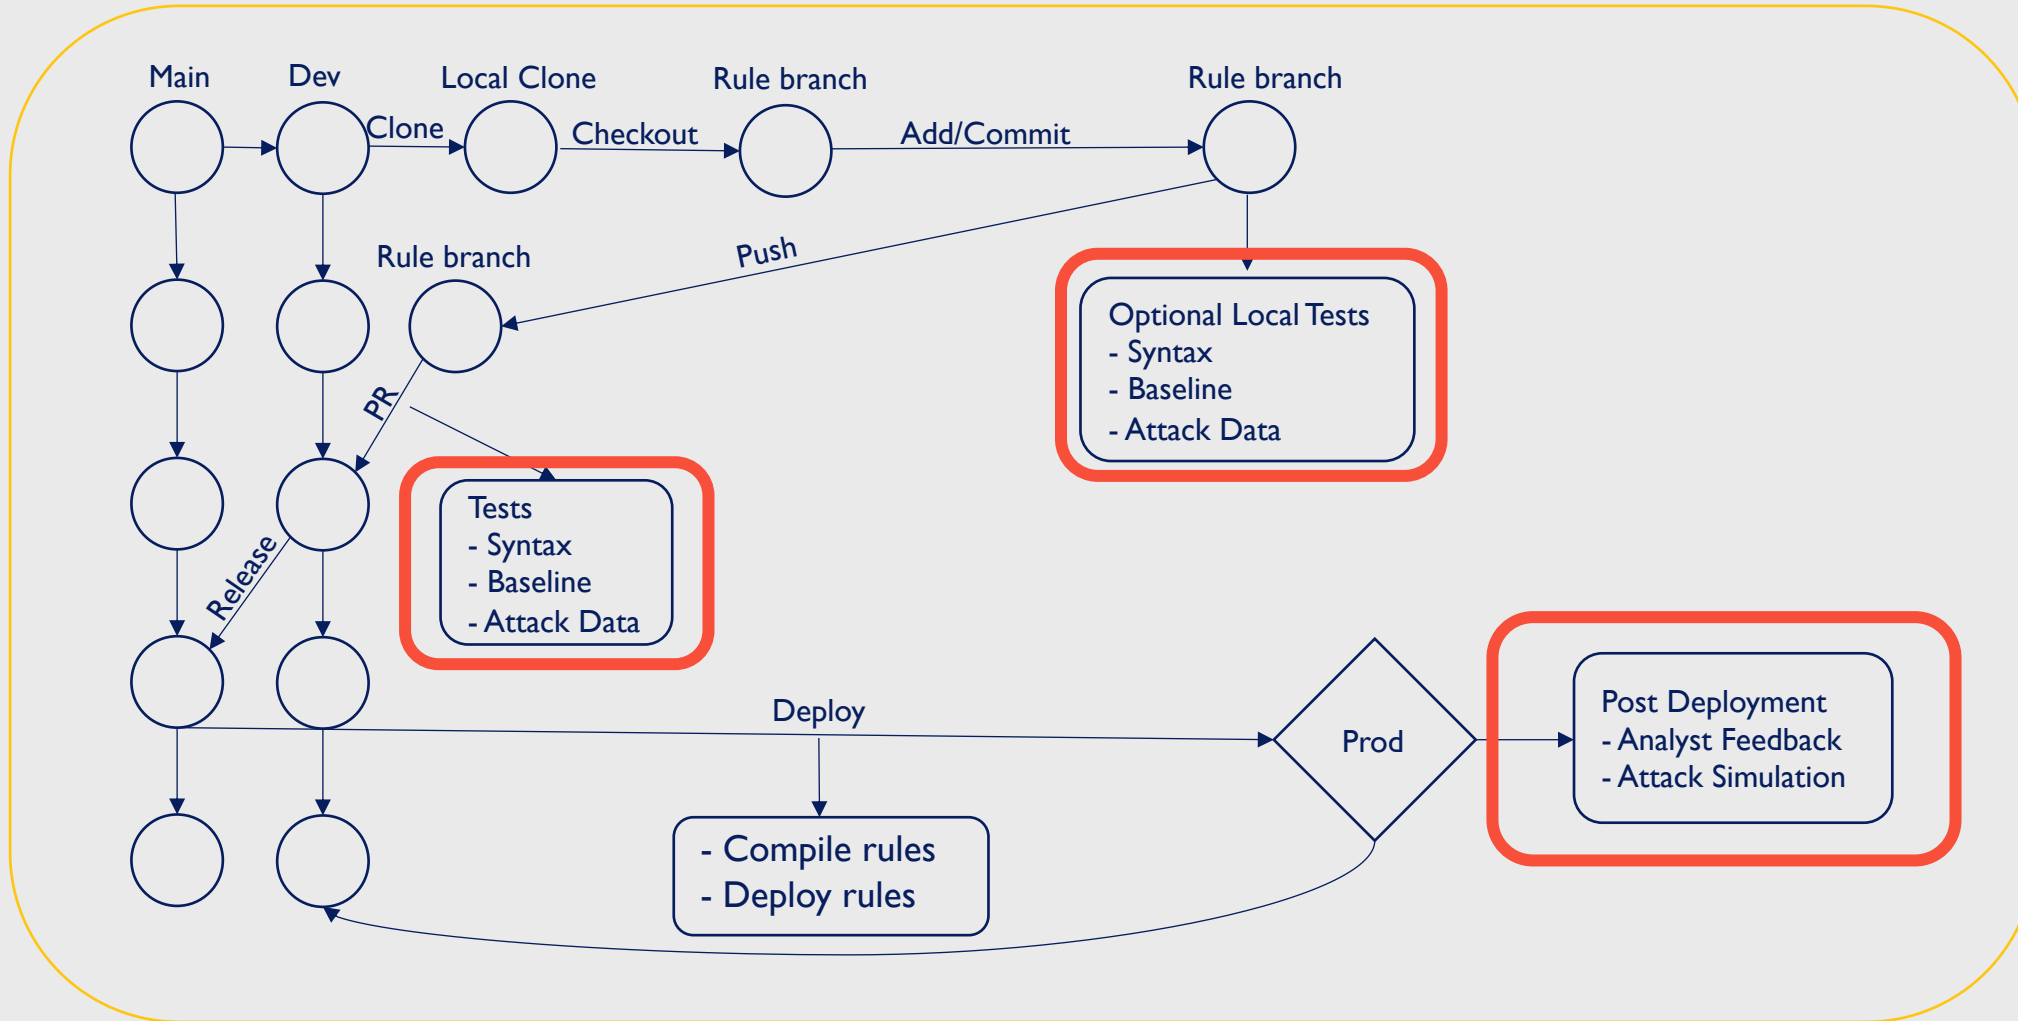 Main
Dev
Local Clone
Rule branch
Rule branch
Clone
Checkout
Add/Commit
Rule branch
Push
Optional Local Tests
- Syntax
- Baseline
- Attack Data
PR
Tests
- Syntax
- Baseline
- Attack Data
Release
Deploy
Prod
Post Deployment
- Analyst Feedback
- Attack Simulation
- Compile rules
- Deploy rules